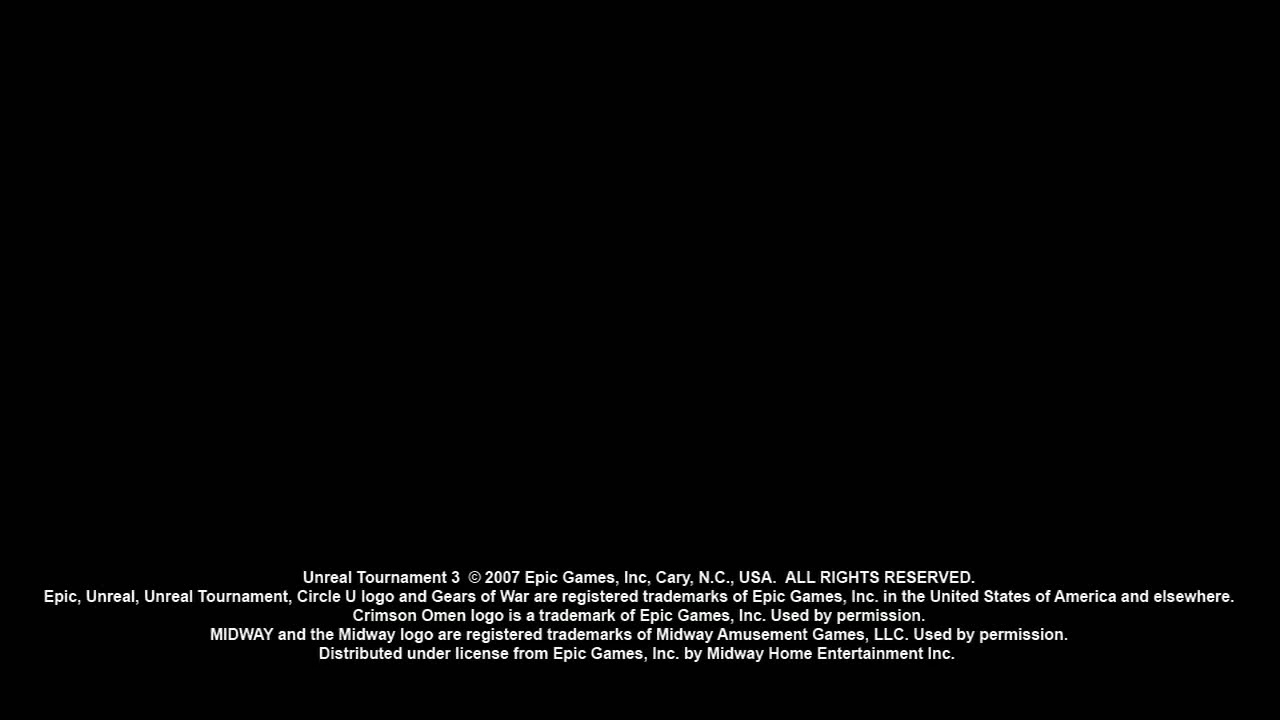 Unreal Tournament 3  © 2007 Epic Games, Inc, Cary, N.C., USA.  ALL RIGHTS RESERVED.
Epic, Unreal, Unreal Tournament, Circle U logo and Gears of War are registered trademarks of Epic Games, Inc. in the United States of America and elsewhere.
Crimson Omen logo is a trademark of Epic Games, Inc. Used by permission.
MIDWAY and the Midway logo are registered trademarks of Midway Amusement Games, LLC. Used by permission.
Distributed under license from Epic Games, Inc. by Midway Home Entertainment Inc.